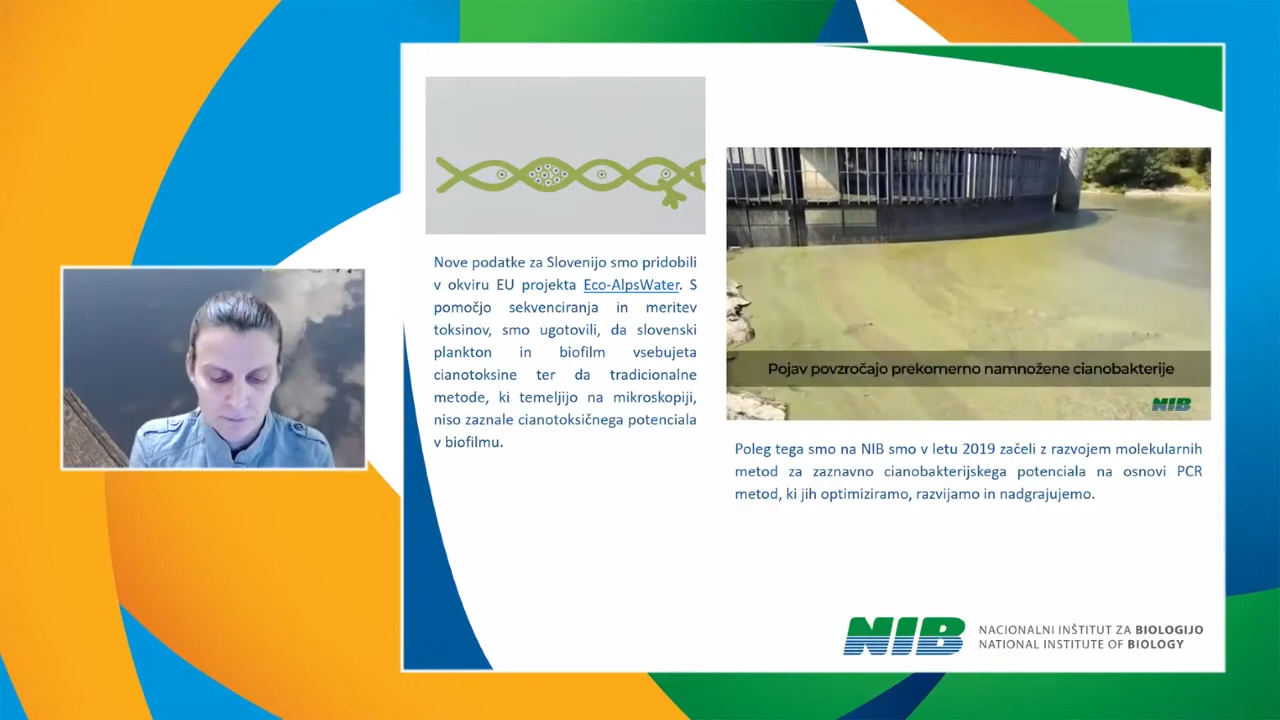 Nove podatke za Slovenijo smo pridobili
v okviru EU projekta Eco-AlpsWater. S
pomočjo sekvenciranja in meritev
toksinov, smo ugotovili, da slovenski
plankton in biofilm vsebujeta
cianotoksine ter da tradicionalne
metode, ki temeljijo na mikroskopiji,
niso zaznale cianotoksičnega potenciala
v biofilmu.
Pojav povzročajo prekomerno namnožene cianobakterije
NIB
Poleg tega smo na NIB smo v letu 2019 začeli z razvojem molekularnih
metod za zaznavno cianobakterijskega potenciala na osnovi PCR
metod, ki jih optimiziramo, razvijamo in nadgrajujemo.
NIB
NACIONALNI INŠTITUT ZA BIOLOGIJO
NATIONAL INSTITUTE OF BIOLOGY